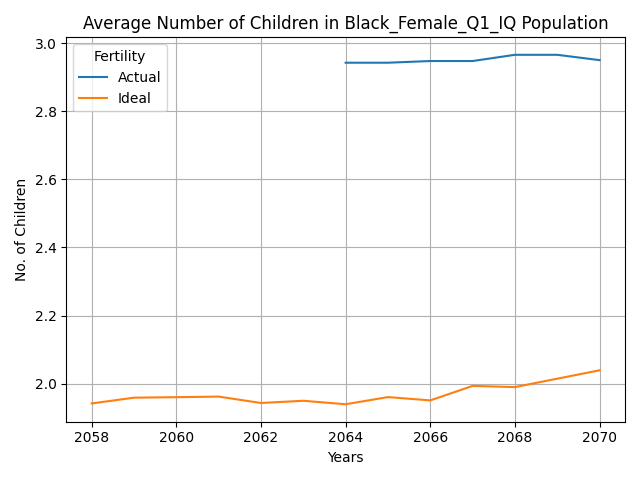 Average Number of Children in Black_Female_Q1_IQ Population
3.0
2.8
2.6
2.4
2.2
2.0
No. of Children
Fertility
Actual
Ideal
2058 2060 2062 2064 2066 2068 2070
Years